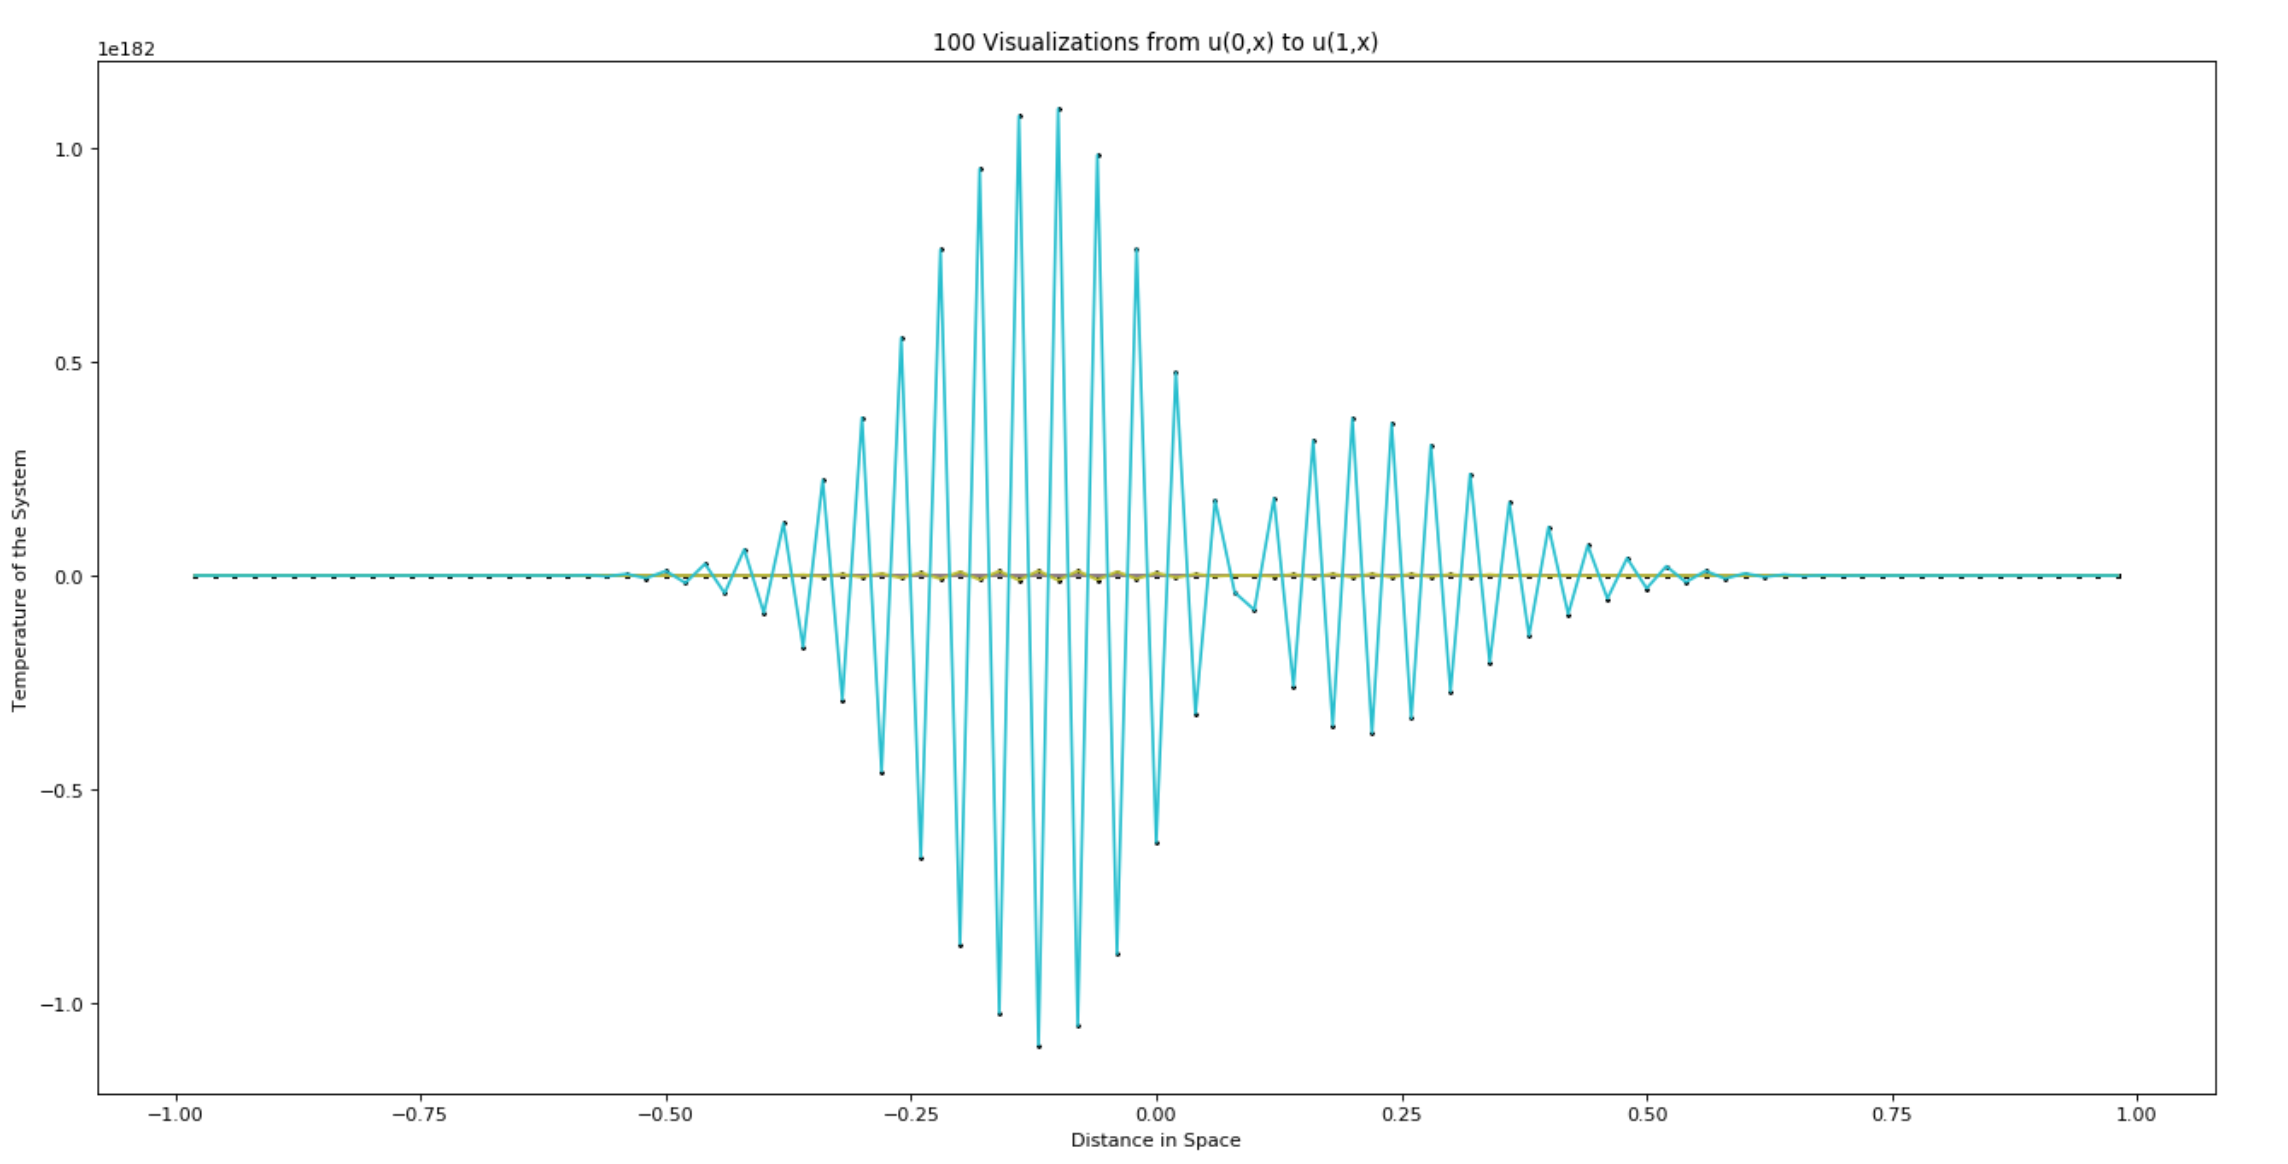 100 Visualizations from u(0,x) to u(1,x)
1e182
1.0
0.5
0.0
−0.5
−1.0
Temperature of the System
−1.00 −0.75 −0.50 −0.25 0.00 0.25 0.50 0.75 1.00
Distance in Space